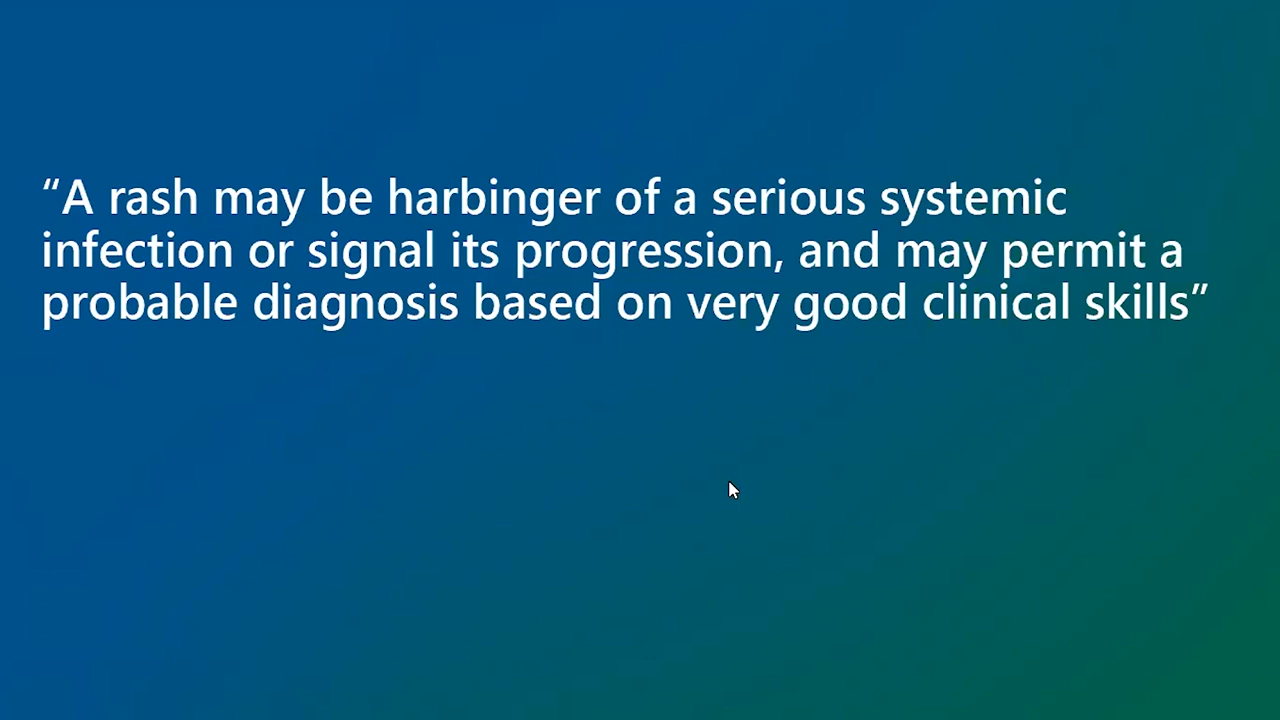 “A rash may be harbinger of a serious systemic
infection or signal its progression, and may permit a
probable diagnosis based on very good clinical skills”